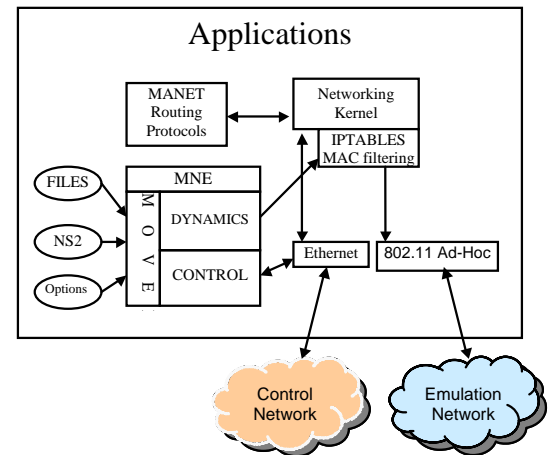 Applications
MANET
Routing
Protocols
Networking
Kernel
IPTABLES
MAC filtering
FILES
NS2
Options
MNE
MOVE
DYNAMICS
CONTROL
Ethernet
802.11 Ad-Hoc
Control
Network
Emulation
Network